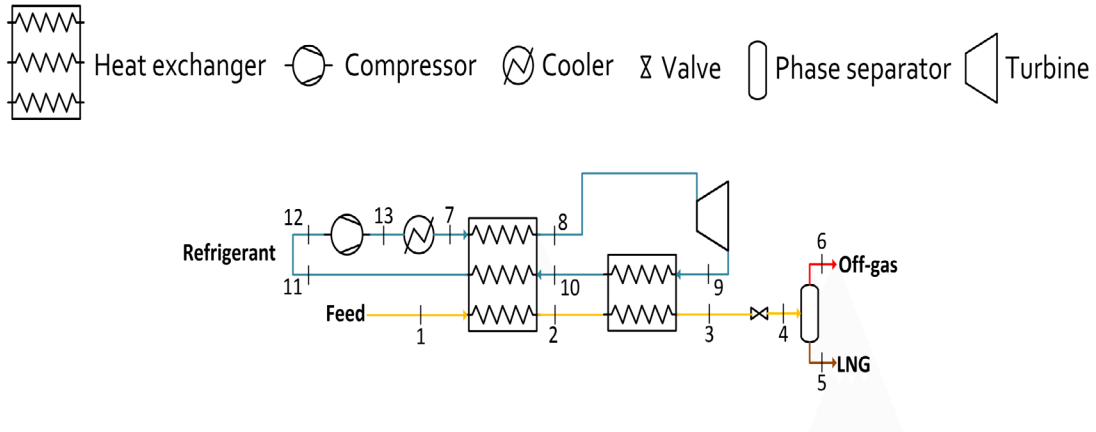 Heat exchanger Compressor Cooler Valve Phase separator Turbine
12 13 7 8
Refrigerant
6
Off-gas
11 10 9
Feed
1 2 3 4
LNG
5